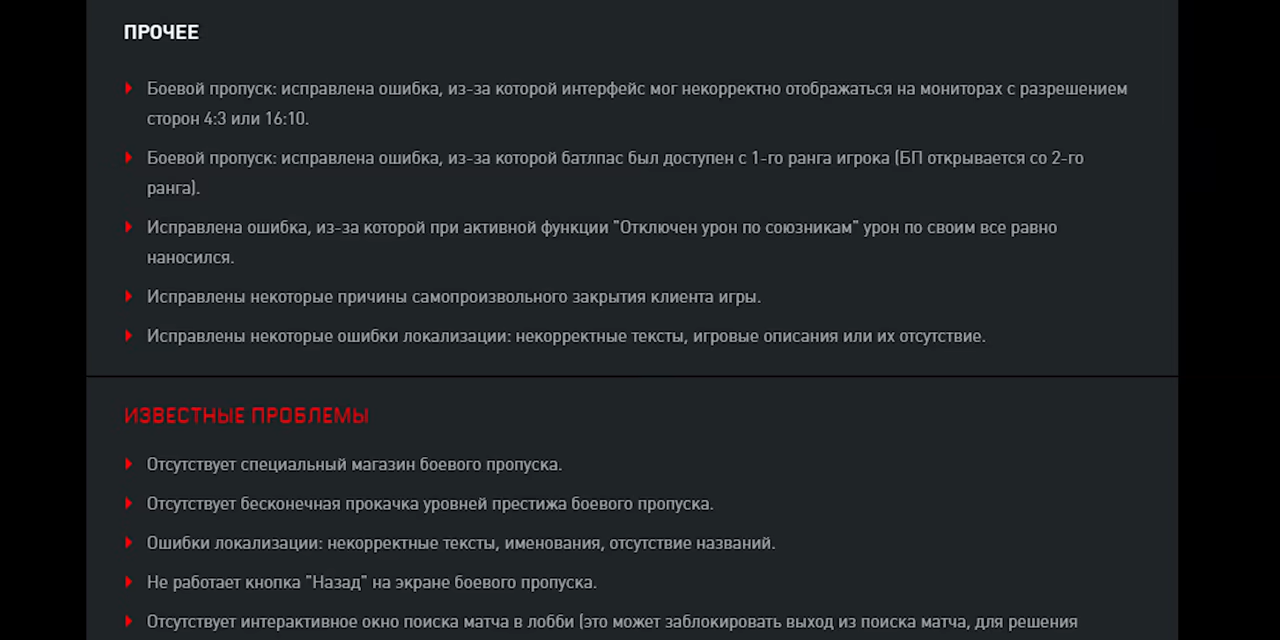 ПРОЧЕЕ
Боевой пропуск: исправлена ошибка, из-за которой интерфейс мог некорректно отображаться на мониторах с разрешением
сторон 4:3 или 16:10.
Боевой пропуск: исправлена ошибка, из-за которой батлпас был доступен с 1-го ранга игрока (БП открывается со 2-го
ранга).
Исправлена ошибка, из-за которой при активной функции "Отключен урон по союзникам" урон по своим все равно
наносился.
Исправлены некоторые причины самопроизвольного закрытия клиента игры.
Исправлены некоторые ошибки локализации: некорректные тексты, игровые описания или их отсутствие.
ИЗВЕСТНЫЕ ПРОБЛЕМЫ
Отсутствует специальный магазин боевого пропуска.
Отсутствует бесконечная прокачка уровней престижа боевого пропуска.
Ошибки локализации: некорректные тексты, именования, отсутствие названий.
Не работает кнопка "Назад" на экране боевого пропуска.
Отсутствует интерактивное окно поиска матча в лобби (это может заблокировать выход из поиска матча, для решения